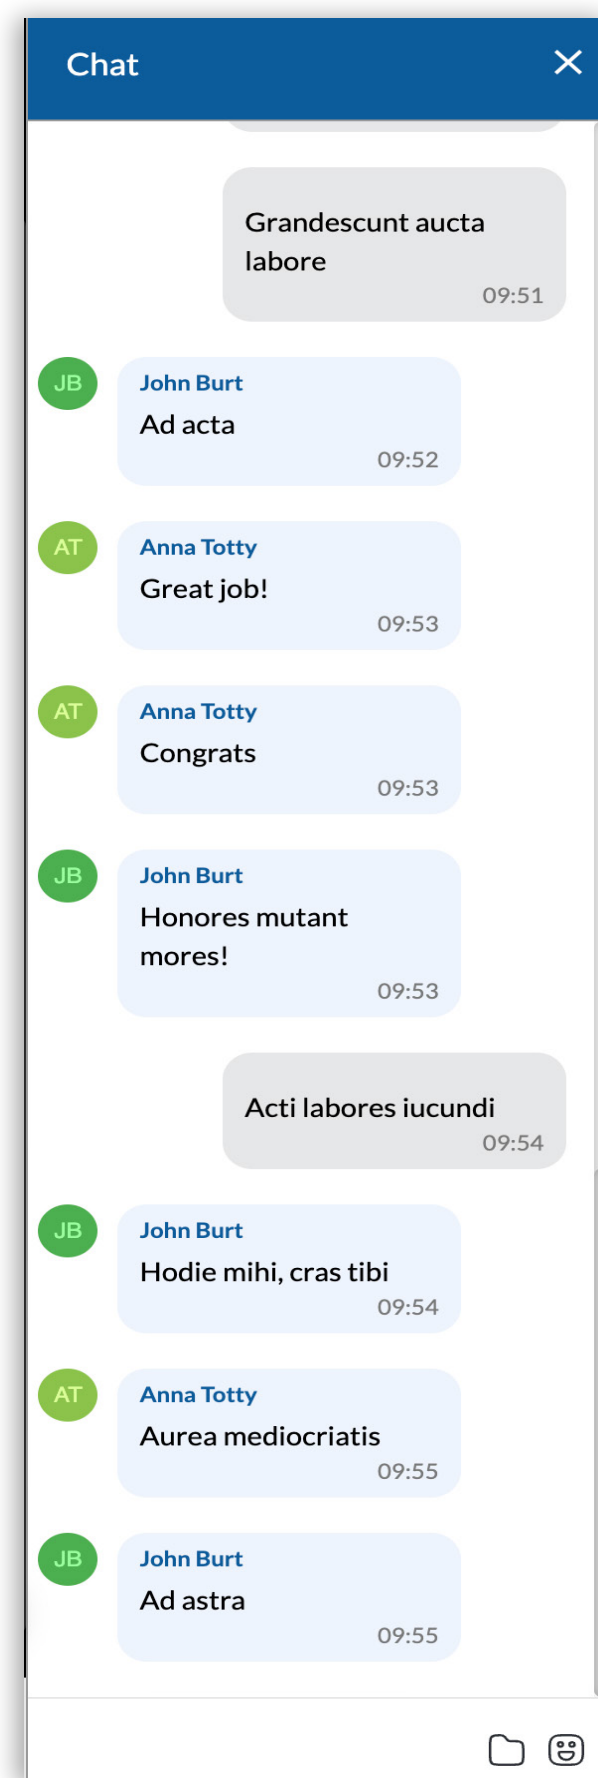 Chat
Grandescunt aucta
labore
09:51
JB
John Burt
Ad acta
09:52
AT
Anna Totty
Great job!
09:53
AT
Anna Totty
Congrats
09:53
JB
John Burt
Honores mutant
mores!
09:53
Acti labores iucundi
09:54
JB
John Burt
Hodie mihi, cras tibi
09:54
AT
Anna Totty
Aurea mediocriatis
09:55
JB
John Burt
Ad astra
09:55